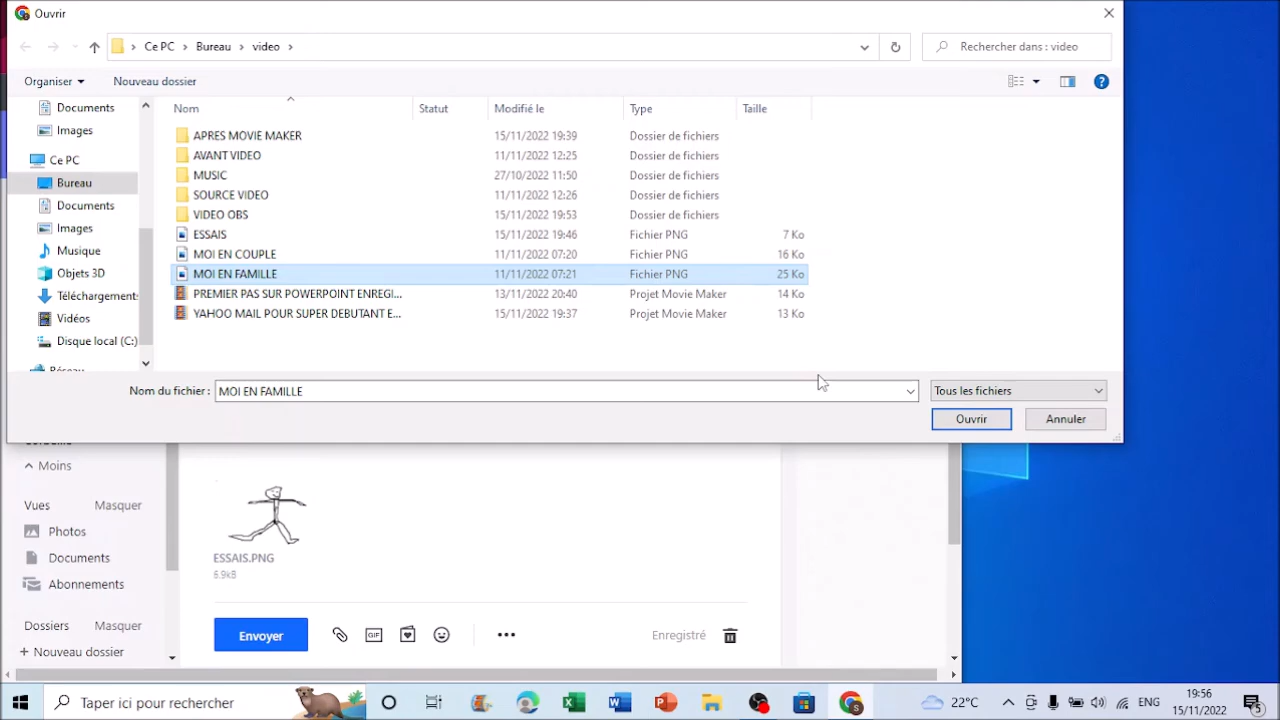 Ouvrir
Ce PC > Bureau > video >
Rechercher dans : video
Organiser
Nouveau dossier
Documents
Images
Ce PC
Bureau
Documents
Images
Musique
Objets 3D
Téléchargements
Vidéos
Disque local (C:)
Réseau
Nom Statut Modifié le Type Taille
APRES MOVIE MAKER 15/11/2022 19:39 Dossier de fichiers
AVANT VIDEO 11/11/2022 12:25 Dossier de fichiers
MUSIC 27/10/2022 11:50 Dossier de fichiers
SOURCE VIDEO 11/11/2022 12:26 Dossier de fichiers
VIDEO OBS 15/11/2022 19:53 Dossier de fichiers
ESSAIS 15/11/2022 19:46 Fichier PNG 7 Ko
MOI EN COUPLE 11/11/2022 07:20 Fichier PNG 16 Ko
MOI EN FAMILLE 11/11/2022 07:21 Fichier PNG 25 Ko
PREMIER PAS SUR POWERPOINT ENREGI... 13/11/2022 20:40 Projet Movie Maker 14 Ko
YAHOO MAIL POUR SUPER DEBUTANT E... 15/11/2022 19:37 Projet Movie Maker 13 Ko
Nom du fichier : MOI EN FAMILLE
Tous les fichiers
Ouvrir
Annuler
Moins
Vues Masquer
Photos
Documents
Abonnements
Dossiers Masquer
+ Nouveau dossier
ESSAIS.PNG
6.9kB
Envoyer
GIF
Enregistré
Taper ici pour rechercher
22°C
ENG
19:56
15/11/2022
5